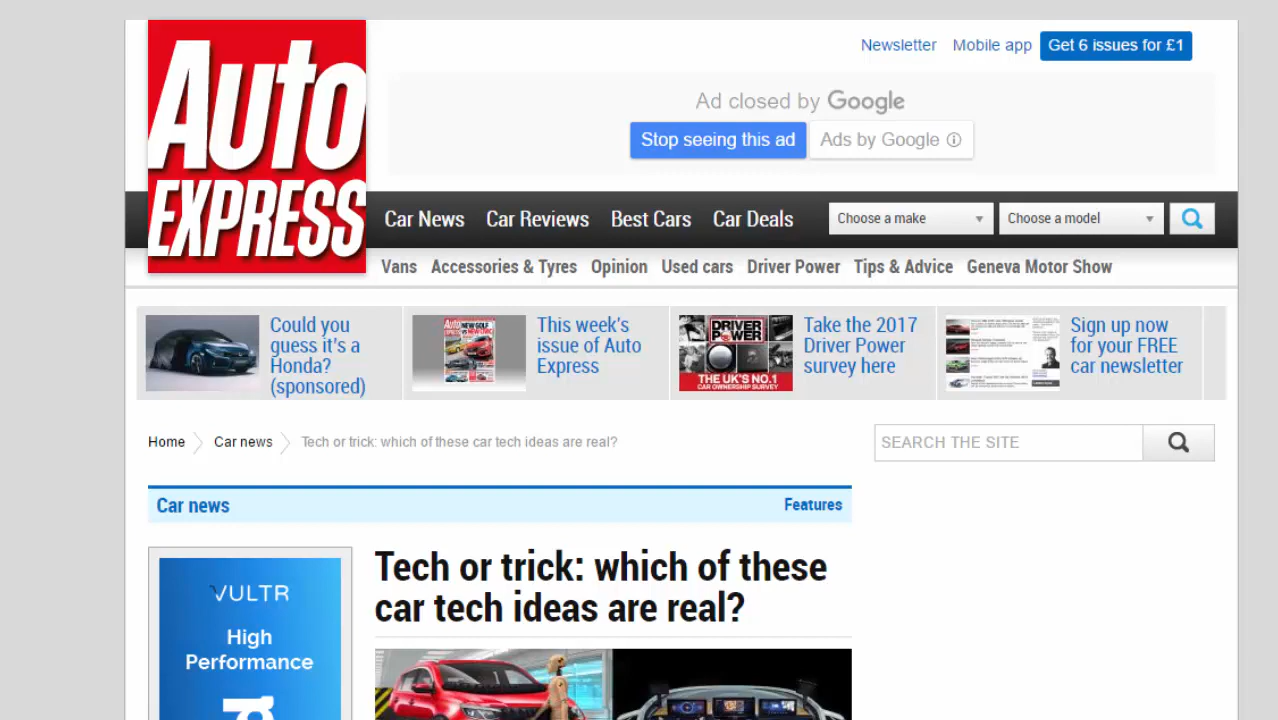 Auto
EXPRESS
Newsletter Mobile app Get 6 issues for £1
Ad closed by Google
Stop seeing this ad Ads by Google
Car News Car Reviews Best Cars Car Deals Choose a make Choose a model
Vans Accessories & Tyres Opinion Used cars Driver Power Tips & Advice Geneva Motor Show
Could you
guess it's a
Honda?
(sponsored)
This week's
issue of Auto
Express
DRIVER
POWER
THE UK'S NO.1
CAR OWNERSHIP SURVEY
Take the 2017
Driver Power
survey here
Sign up now
for your FREE
car newsletter
Home Car news Tech or trick: which of these car tech ideas are real?
SEARCH THE SITE
Car news Features
VULTR
High
Performance
Tech or trick: which of these
car tech ideas are real?